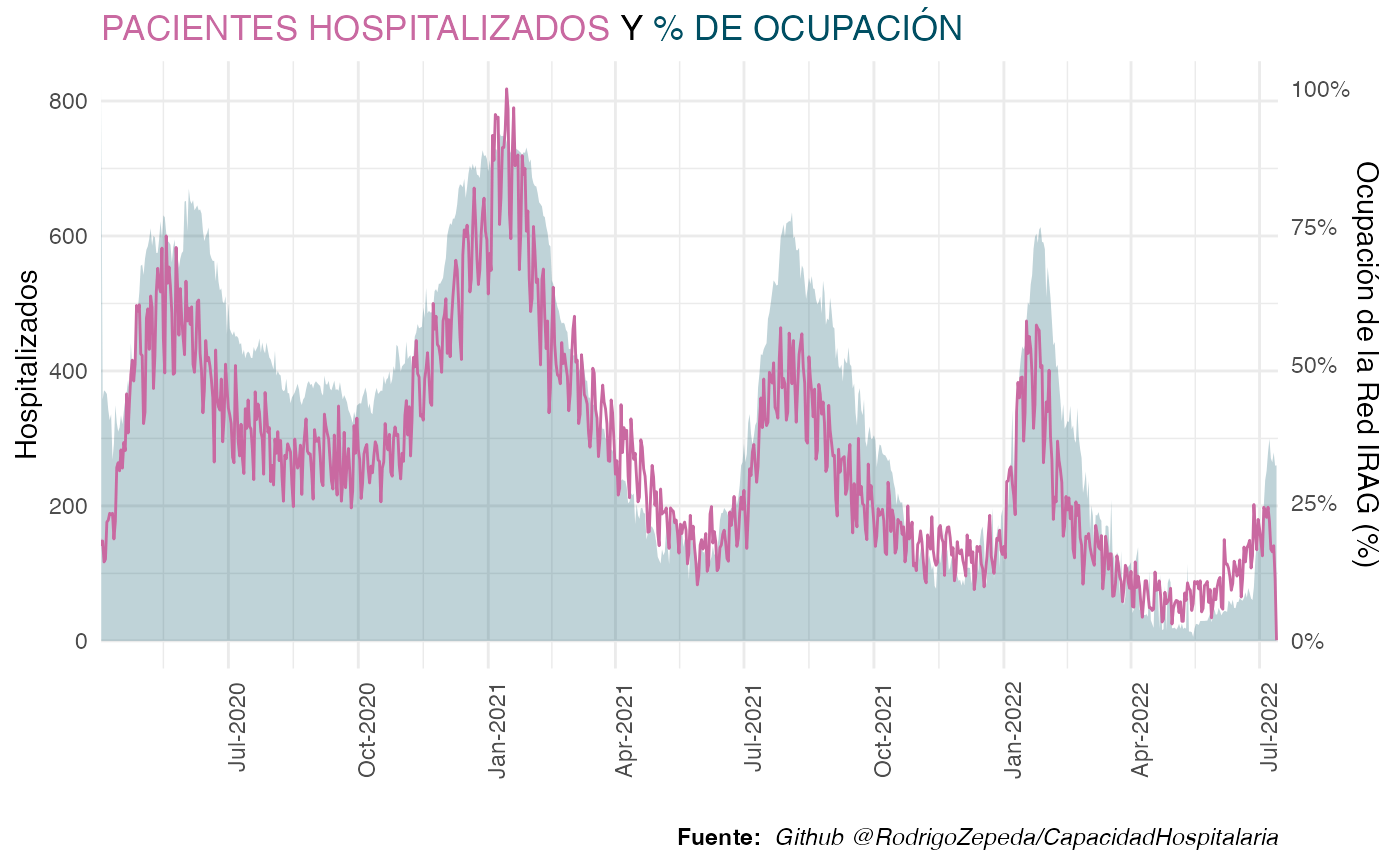 PACIENTES HOSPITALIZADOS Y % DE OCUPACIÓN
Hospitalizados
800
600
400
200
0
100%
75%
50%
25%
0%
Ocupación de la Red IRAG (%)
Jul-2020
Oct-2020
Jan-2021
Apr-2021
Jul-2021
Oct-2021
Jan-2022
Apr-2022
Jul-2022
Fuente: Github @RodrigoZepeda/CapacidadHospitalaria